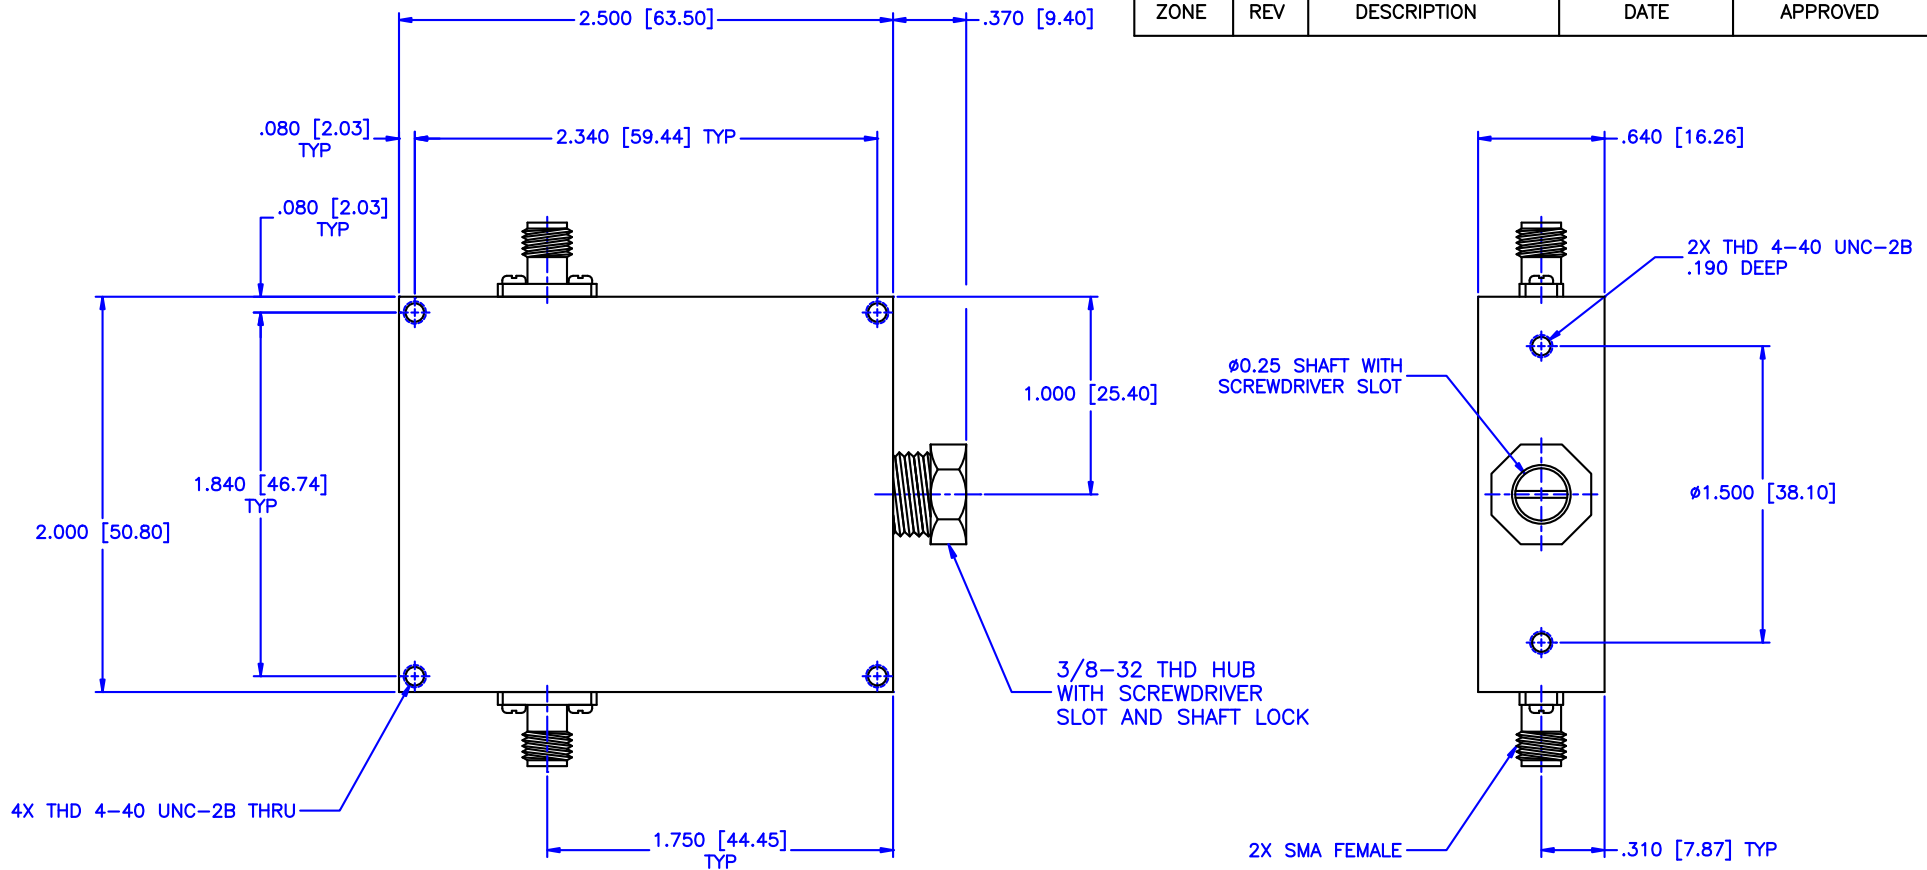 2.500 [63.50]
.370 [9.40]
ZONE REV DESCRIPTION DATE APPROVED
.080 [2.03]
TYP
2.340 [59.44] TYP
.640 [16.26]
.080 [2.03]
TYP
2X THD 4-40 UNC-2B
.190 DEEP
ø0.25 SHAFT WITH
SCREWDRIVER SLOT
1.000 [25.40]
1.840 [46.74]
TYP
ø1.500 [38.10]
2.000 [50.80]
3/8-32 THD HUB
WITH SCREWDRIVER
SLOT AND SHAFT LOCK
4X THD 4-40 UNC-2B THRU
1.750 [44.45]
TYP
2X SMA FEMALE
.310 [7.87] TYP